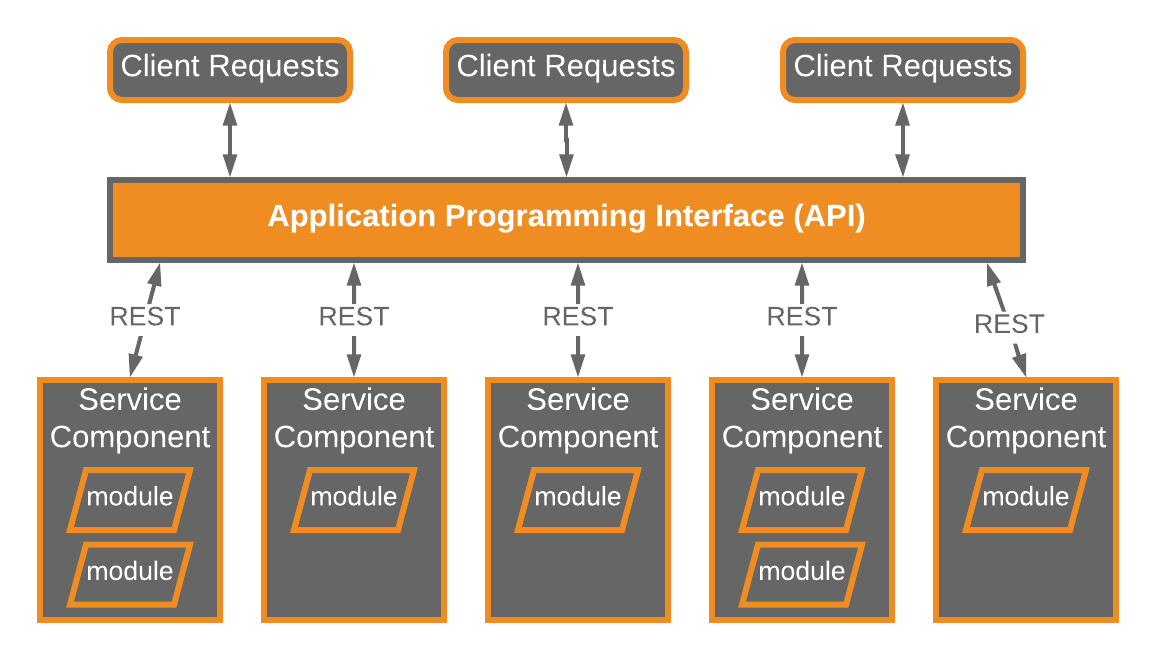 Client Requests
Client Requests
Client Requests
Application Programming Interface (API)
REST
REST
REST
REST
REST
Service
Component
module
module
Service
Component
module
Service
Component
module
Service
Component
module
module
Service
Component
module